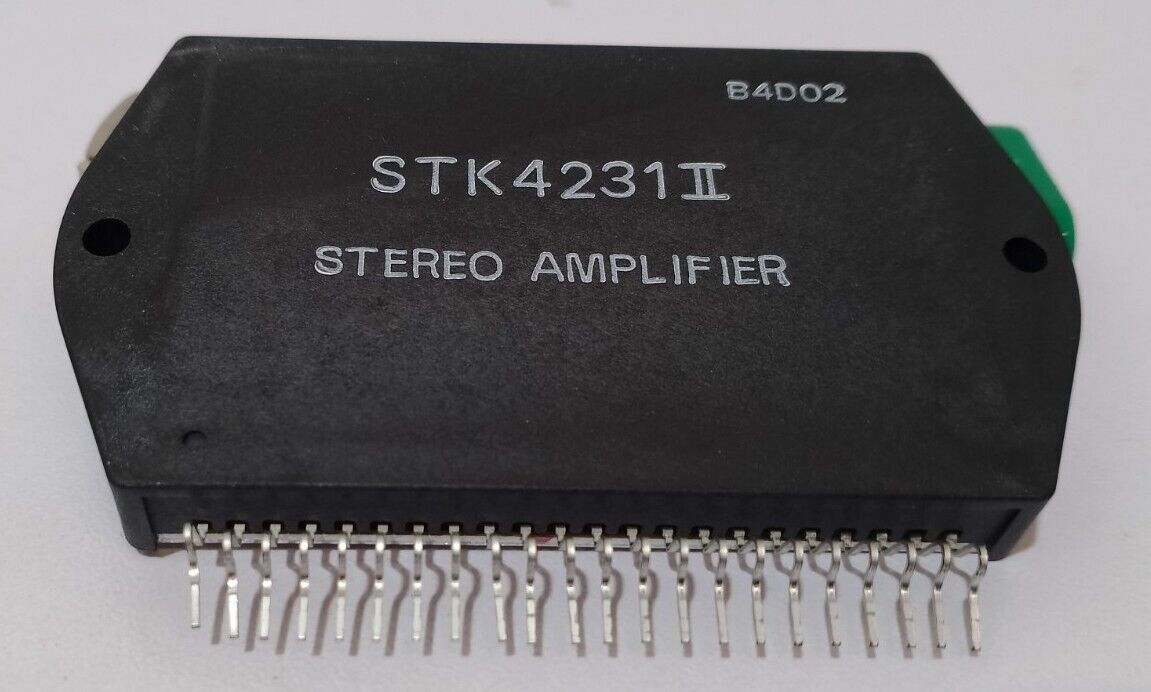 B4D02
STK4231II
STEREO AMPLIFIER